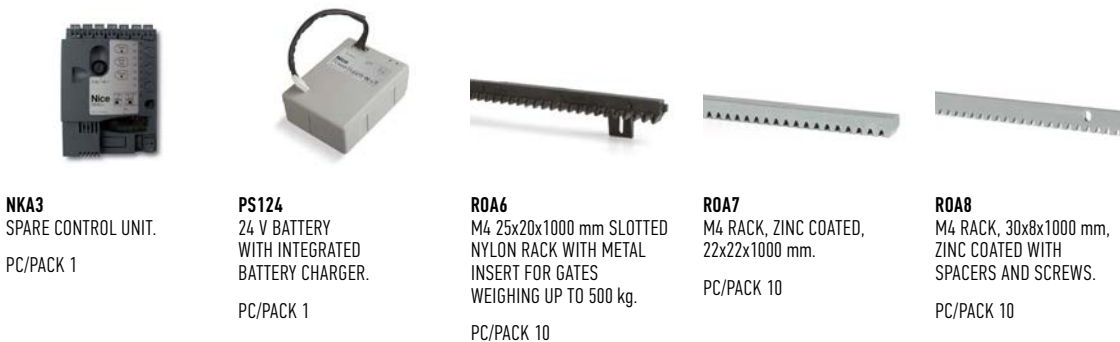 Nice
Nice
NKA3
SPARE CONTROL UNIT.
PC/PACK 1
PS124
24 V BATTERY
WITH INTEGRATED
BATTERY CHARGER.
PC/PACK 1
ROA6
M4 25x20x1000 mm SLOTTED
NYLON RACK WITH METAL
INSERT FOR GATES
WEIGHING UP TO 500 kg.
PC/PACK 10
ROA7
M4 RACK, ZINC COATED,
22x22x1000 mm.
PC/PACK 10
ROA8
M4 RACK, 30x8x1000 mm,
ZINC COATED WITH
SPACERS AND SCREWS.
PC/PACK 10